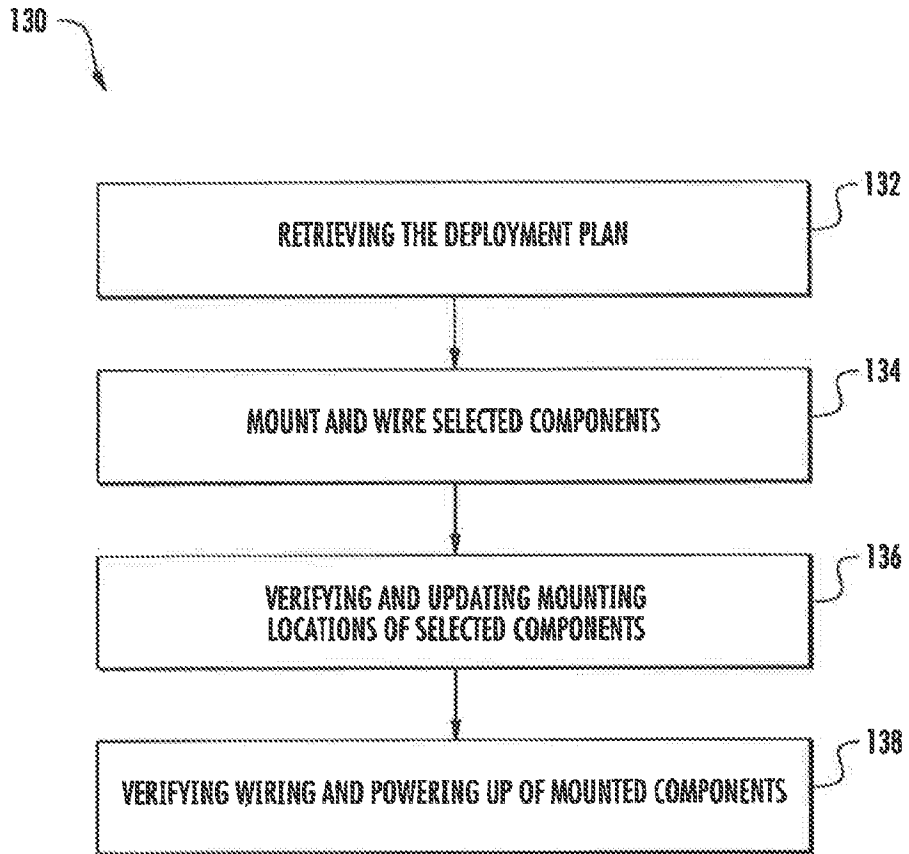 130
132
RETRIEVING THE DEPLOYMENT PLAN
134
MOUNT AND WIRE SELECTED COMPONENTS
136
VERIFYING AND UPDATING MOUNTING
LOCATIONS OF SELECTED COMPONENTS
138
VERIFYING WIRING AND POWERING UP OF MOUNTED COMPONENTS